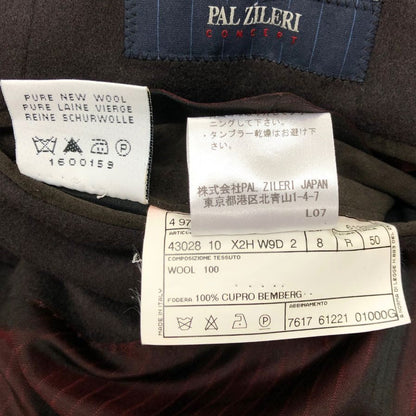 PAL ZILERI
CONCEPT
PURE NEW WOOL
PURE LAINE VIERGE
REINE SCHURWOLLE
1600159
ニングして下さい。
・タンブラー乾燥はお避け
下さい。
株式会社PAL ZILERI JAPAN
東京都港区北青山1-4-7
L07
4 97
43028 10 X2H W9D 2 8 R 50
COMPOSIZIONE TESSUTO
WOOL 100
FODERA 100% CUPRO BEMBERG
ABBINAMENTO
7617 61221 01000